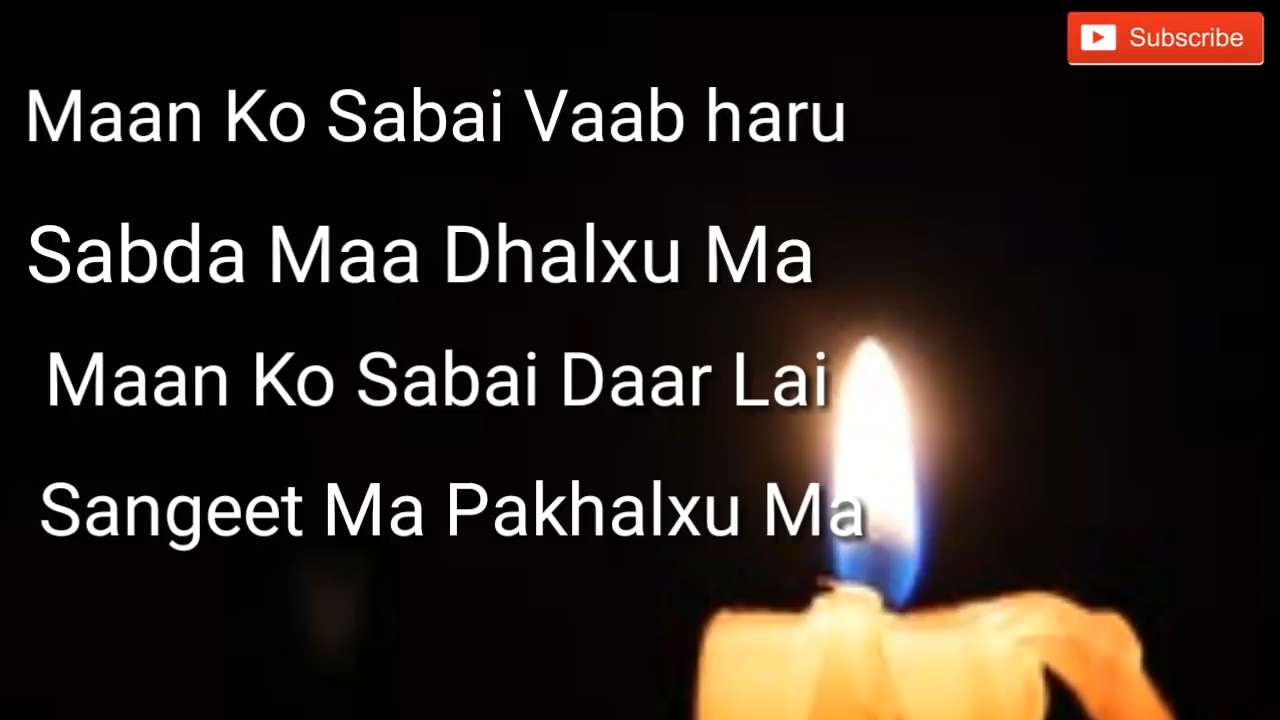 Subscribe
Maan Ko Sabai Vaab haru
Sabda Maa Dhalxu Ma
Maan Ko Sabai Daar Lai
Sangeet Ma Pakhalxu Ma